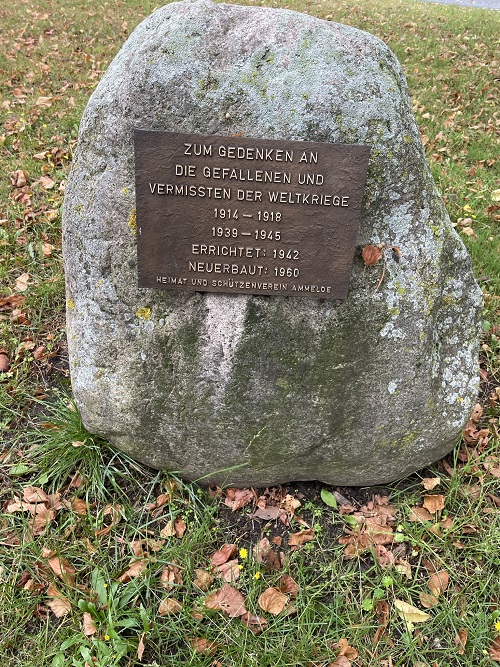 ZUM GEDENKEN AN
DIE GEFALLENEN UND
VERMISSTEN DER WELTKRIEGE
1914 – 1918
1939 – 1945
ERRICHTET: 1942
NEUERBAUT: 1960
HEIMAT UND SCHÜTZENVEREIN AMMELOE